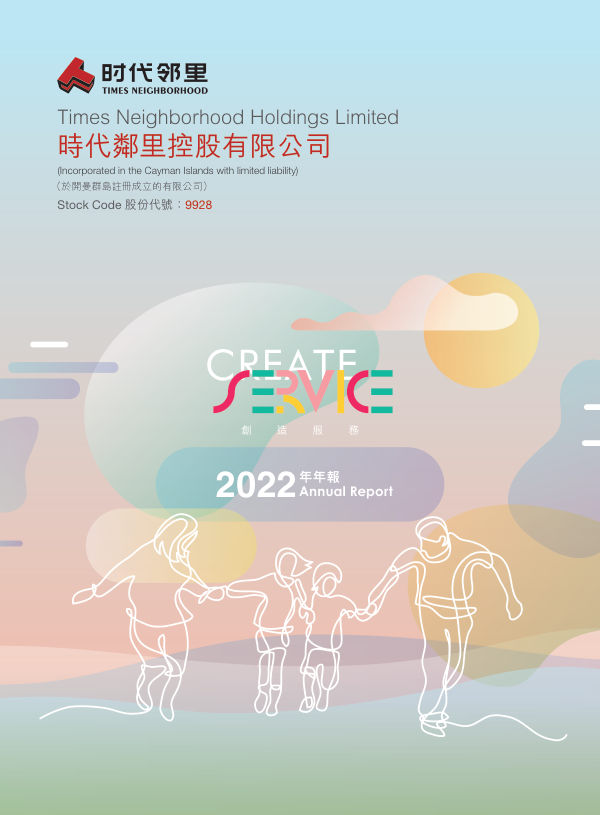 时代邻里
TIMES NEIGHBORHOOD
Times Neighborhood Holdings Limited
時代鄰里控股有限公司
(Incorporated in the Cayman Islands with limited liability)
(於開曼群島註冊成立的有限公司)
Stock Code 股份代號：9928
CREATE
SERVICE
創造服務
2022 年年報
Annual Report